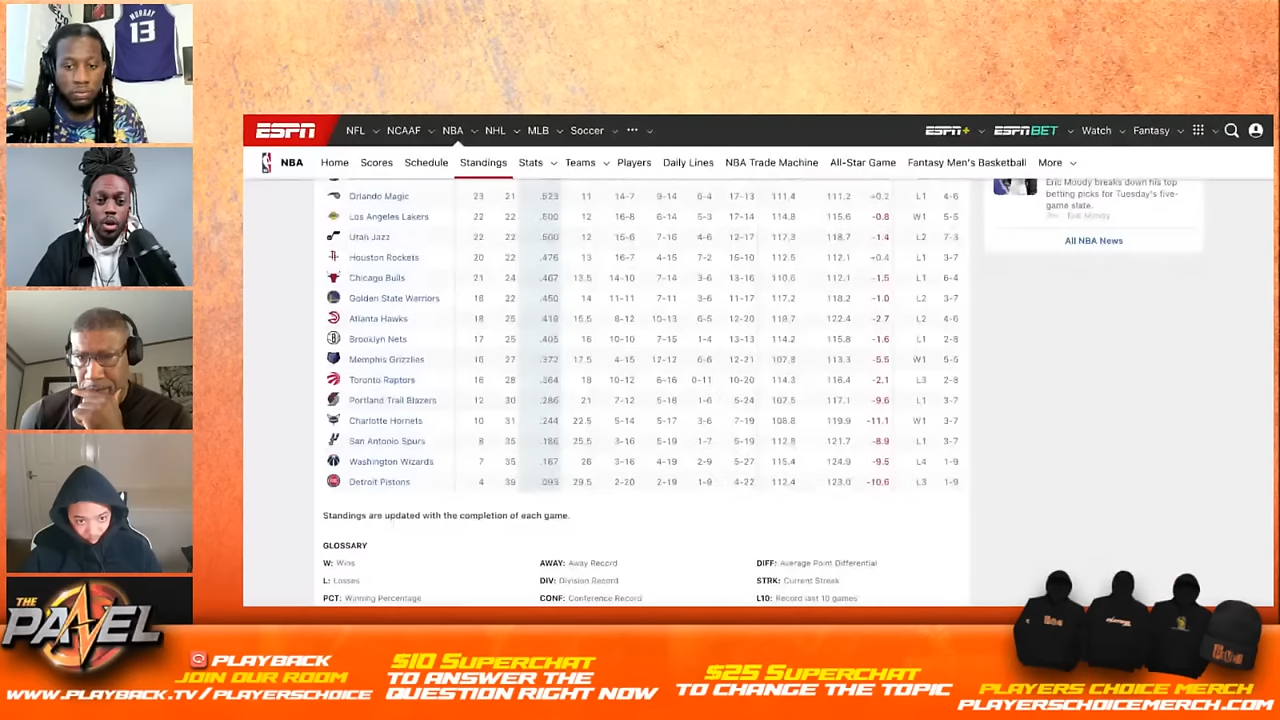 MURRAY
13
ESPN NFL NCAAF NBA NHL MLB Soccer ••• ESPN+ ESPN BET Watch Fantasy
NBA Home Scores Schedule Standings Stats Teams Players Daily Lines NBA Trade Machine All-Star Game Fantasy Men's Basketball More
Orlando Magic 23 21 .523 11 14-7 9-14 6-4 17-13 111.4 111.2 +0.2 L1 4-6
Los Angeles Lakers 22 22 .500 12 16-8 6-14 5-3 17-14 114.8 115.6 -0.8 W1 5-5
Utah Jazz 22 22 .500 12 15-6 7-16 4-6 12-17 117.3 118.7 -1.4 L2 7-3
Houston Rockets 20 22 .476 13 16-7 4-15 7-2 15-10 112.5 112.1 +0.4 L1 3-7
Chicago Bulls 21 24 .467 13.5 14-10 7-14 3-6 13-16 110.6 112.1 -1.5 L1 6-4
Golden State Warriors 18 22 .450 14 11-11 7-11 3-6 11-17 117.2 118.2 -1.0 L2 3-7
Atlanta Hawks 18 25 .419 15.5 8-12 10-13 6-5 12-20 119.7 122.4 -2.7 L2 4-6
Brooklyn Nets 17 25 .405 16 10-10 7-15 1-4 13-13 114.2 115.8 -1.6 L1 2-8
Memphis Grizzlies 16 27 .372 17.5 4-15 12-12 6-6 12-21 107.8 113.3 -5.5 W1 5-5
Toronto Raptors 16 28 .364 18 10-12 6-16 0-11 10-20 114.3 116.4 -2.1 L3 2-8
Portland Trail Blazers 12 30 .286 21 7-12 5-18 1-6 5-24 107.5 117.1 -9.6 L1 3-7
Charlotte Hornets 10 31 .244 22.5 5-14 5-17 3-6 7-19 108.8 119.9 -11.1 W1 3-7
San Antonio Spurs 8 35 .186 25.5 3-16 5-19 1-7 5-19 112.8 121.7 -8.9 L1 3-7
Washington Wizards 7 35 .167 26 3-16 4-19 2-9 5-27 115.4 124.9 -9.5 L4 1-9
Detroit Pistons 4 39 .093 29.5 2-20 2-19 1-9 4-22 112.4 123.0 -10.6 L3 1-9
Eric Moody breaks down his top
betting picks for Tuesday's five-
game slate.
Eric Moody
All NBA News
Standings are updated with the completion of each game.
GLOSSARY
W: Wins AWAY: Away Record DIFF: Average Point Differential
L: Losses DIV: Division Record STRK: Current Streak
PCT: Winning Percentage CONF: Conference Record L10: Record last 10 games
THE
PANEL
PLAYBACK
JOIN OUR ROOM
WWW.PLAYBACK.TV/PLAYERSCHOICE
$10 SUPERCHAT
TO ANSWER THE
QUESTION RIGHT NOW
$25 SUPERCHAT
TO CHANGE THE TOPIC
PLAYERS CHOICE MERCH
PLAYERSCHOICEMERCH.COM